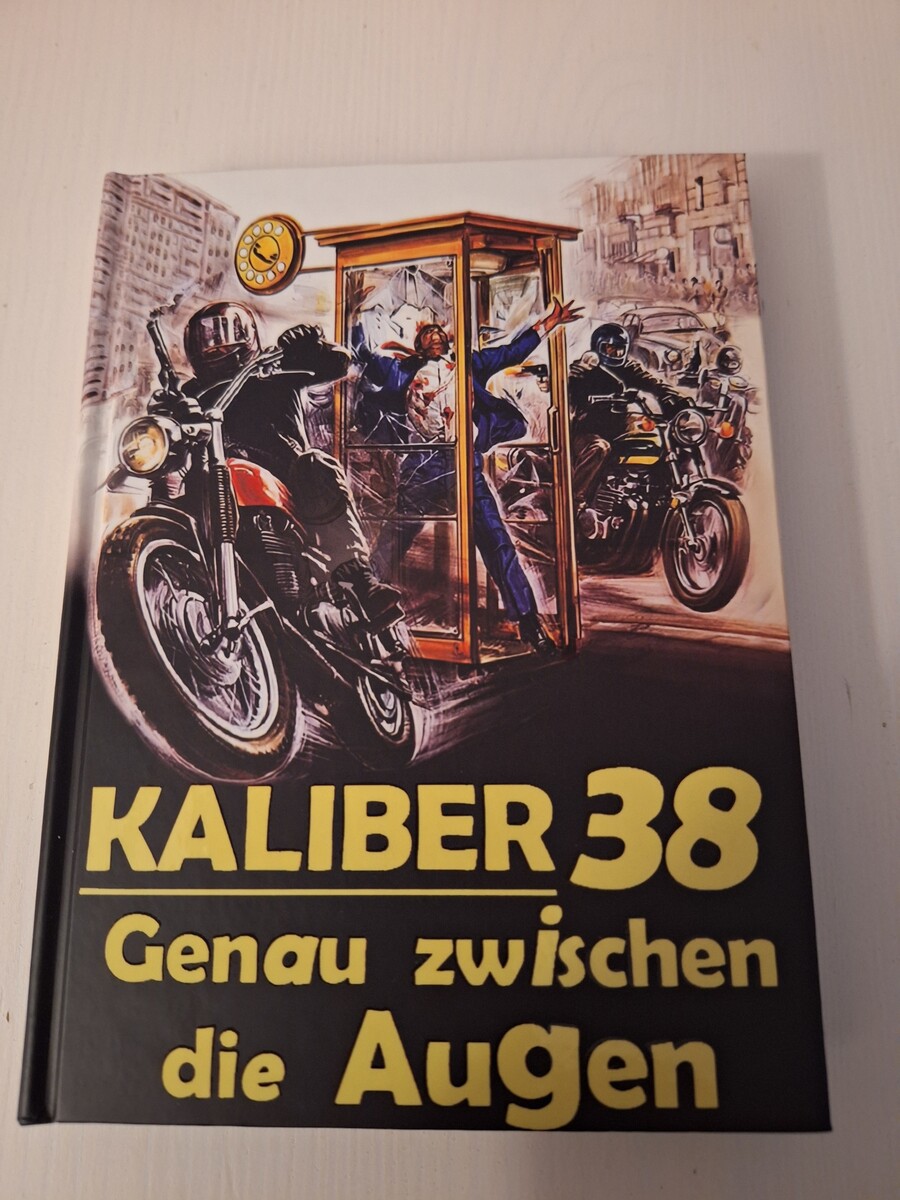 KALIBER 38
Genau zwischen
die Augen